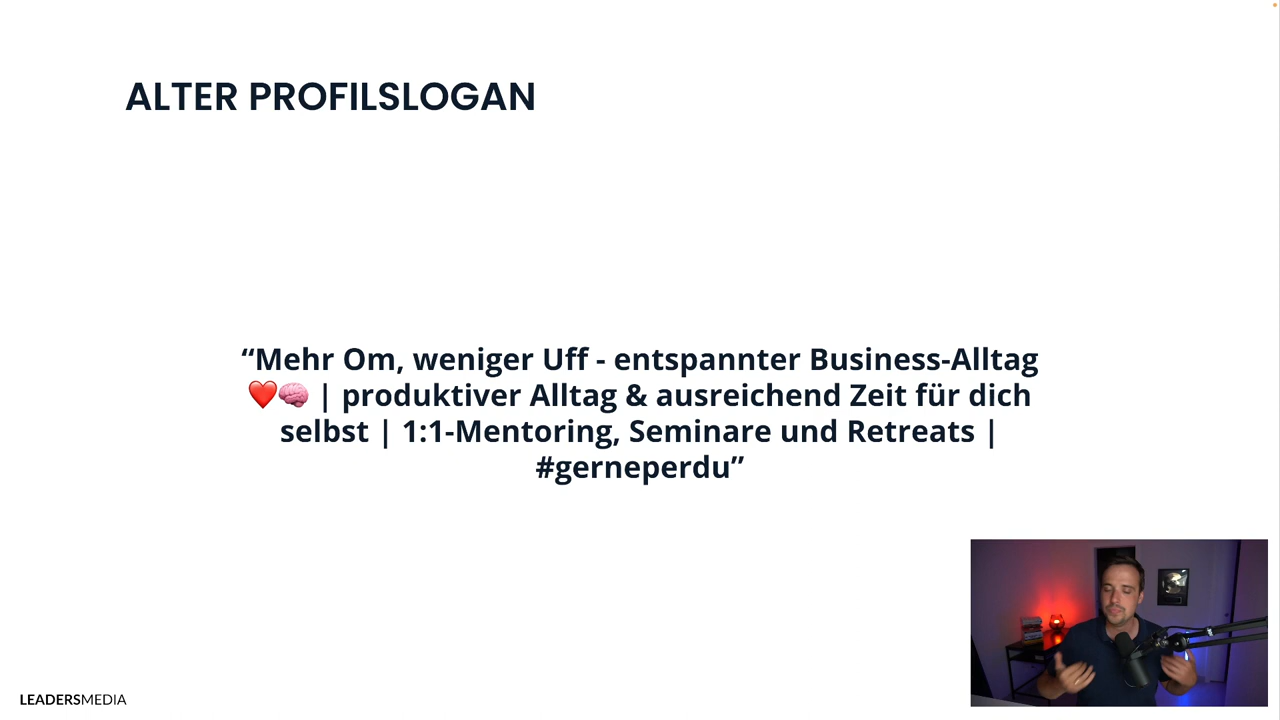 ALTER PROFILSLOGAN
“Mehr Om, weniger Uff - entspannter Business-Alltag
❤️🧠 | produktiver Alltag & ausreichend Zeit für dich
selbst | 1:1-Mentoring, Seminare und Retreats |
#gerneperdu”
LEADERSMEDIA